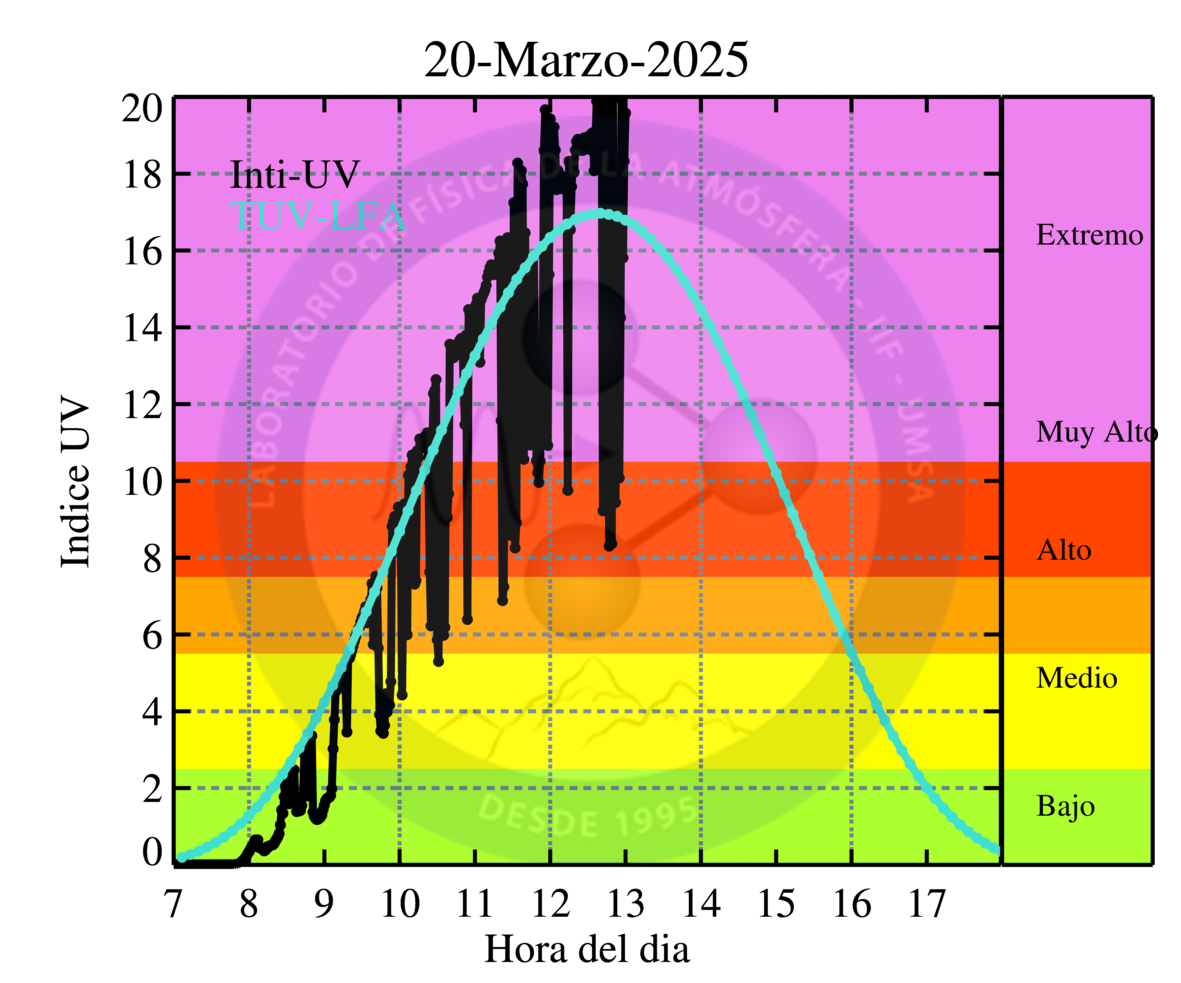 20-Marzo-2025
Inti-UV
TUV-LFA
Indice UV
20
18
16
14
12
10
8
6
4
2
0
7 8 9 10 11 12 13 14 15 16 17
Hora del dia
Extremo
Muy Alto
Alto
Medio
Bajo
LABORATORIO DE FÍSICA DE LA ATMÓSFERA - IIF - UMSA
DESDE 1995